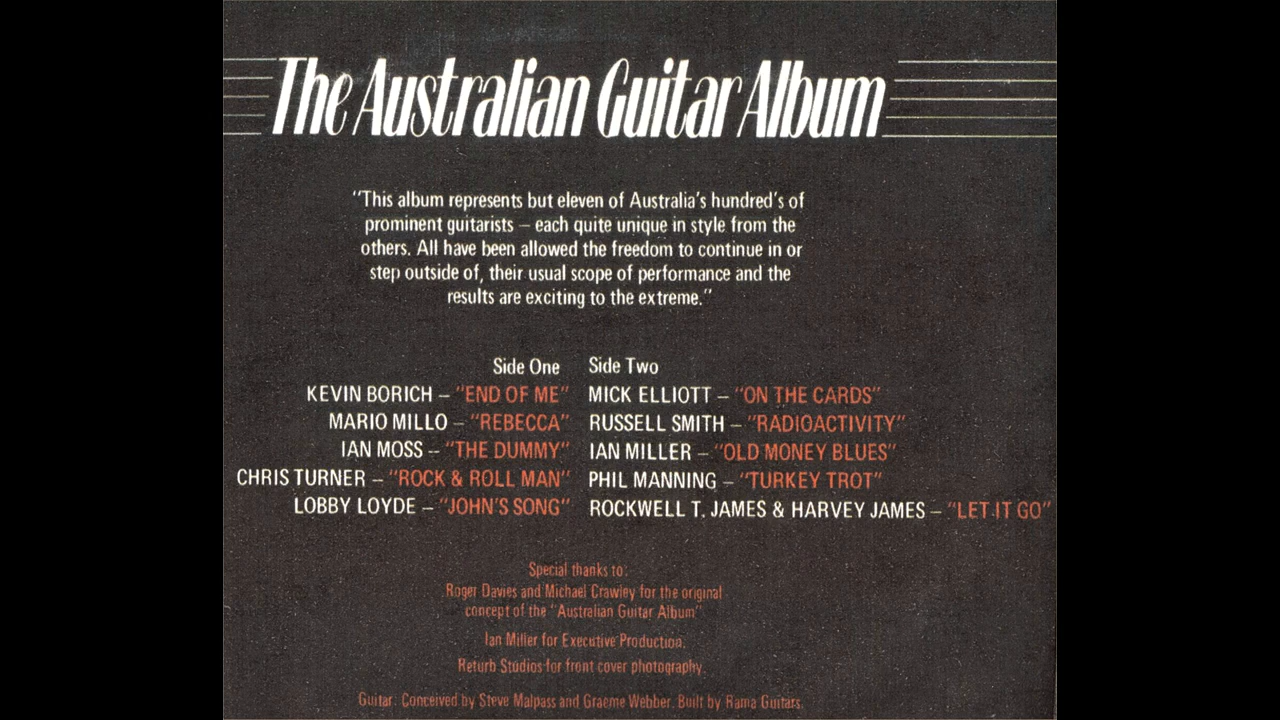 The Australian Guitar Album
"This album represents but eleven of Australia's hundred's of
prominent guitarists – each quite unique in style from the
others. All have been allowed the freedom to continue in or
step outside of, their usual scope of performance and the
results are exciting to the extreme."
Side One
KEVIN BORICH – "END OF ME"
MARIO MILLO – "REBECCA"
IAN MOSS – "THE DUMMY"
CHRIS TURNER – "ROCK & ROLL MAN"
LOBBY LOYDE – "JOHN'S SONG"
Side Two
MICK ELLIOTT – "ON THE CARDS"
RUSSELL SMITH – "RADIOACTIVITY"
IAN MILLER – "OLD MONEY BLUES"
PHIL MANNING – "TURKEY TROT"
ROCKWELL T. JAMES & HARVEY JAMES – "LET IT GO"
Special thanks to:
Roger Davies and Michael Crawley for the original
concept of the "Australian Guitar Album"
Ian Miller for Executive Production.
Returb Studios for front cover photography.
Guitar: Conceived by Steve Malpass and Graeme Webber. Built by Rama Guitars.